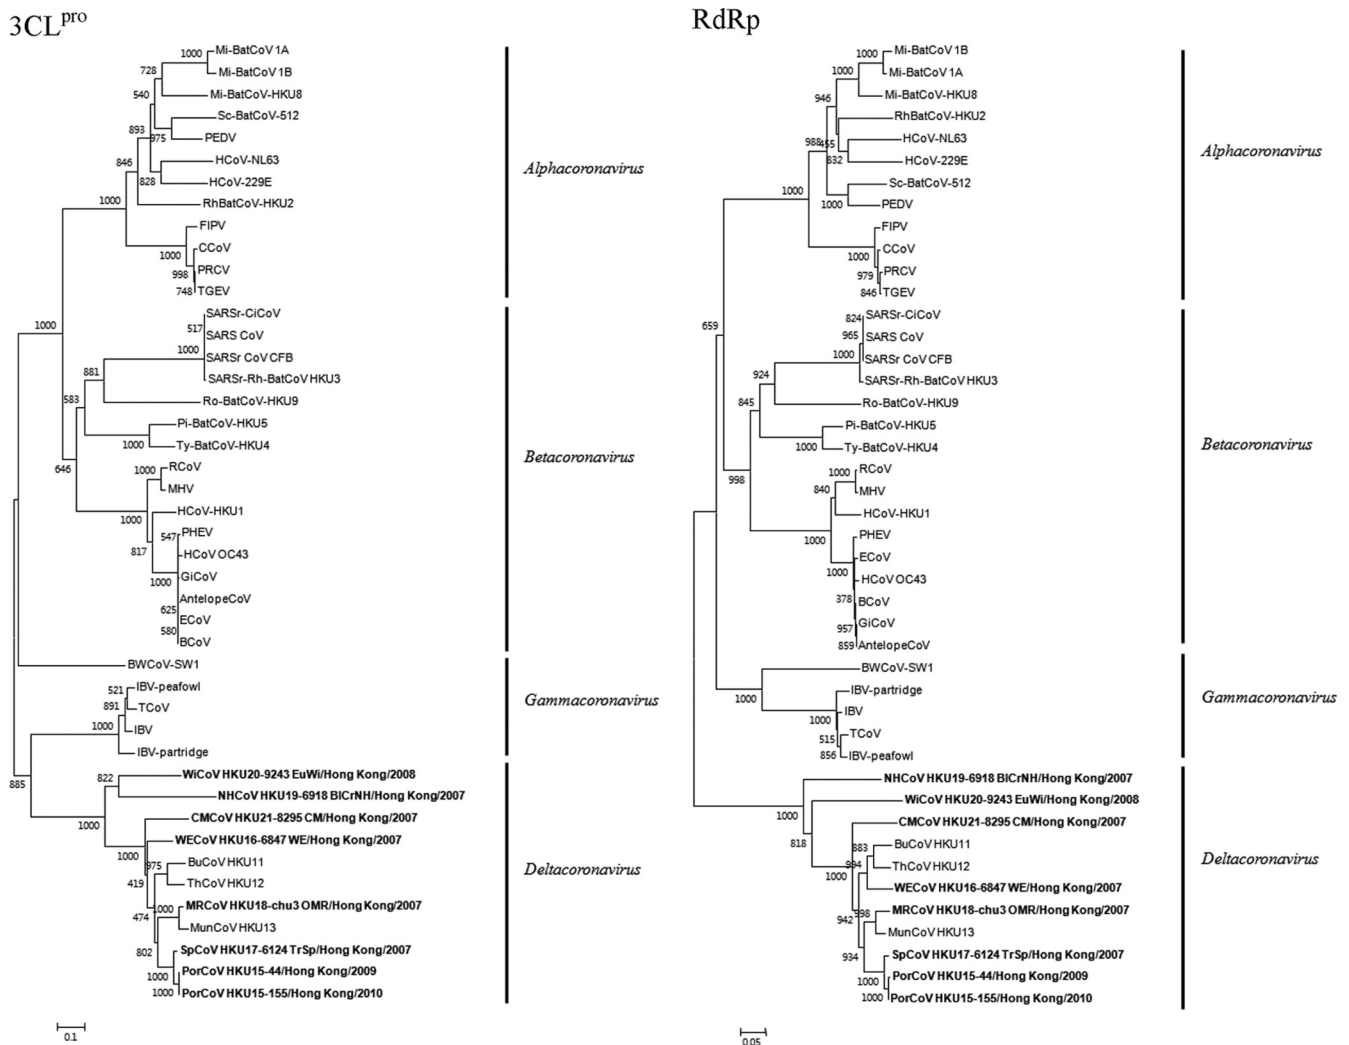 3CLpro
1000
Mi-BatCoV 1A
728
Mi-BatCoV 1B
540
Mi-BatCoV-HKU8
Sc-BatCoV-512
893
975
PEDV
846
HCoV-NL63
828
HCoV-229E
1000
RhBatCoV-HKU2
FIPV
1000
CCoV
998
PRCV
748
TGEV
Alphacoronavirus
1000
SARSr-CiCoV
517
SARS CoV
1000
SARSr CoV CFB
881
SARSr-Rh-BatCoV HKU3
583
Ro-BatCoV-HKU9
Pi-BatCoV-HKU5
1000
Ty-BatCoV-HKU4
646
1000
RCoV
MHV
1000
HCoV-HKU1
547
PHEV
817
HCoV OC43
1000
GiCoV
AntelopeCoV
625
ECoV
580
BCoV
Betacoronavirus
BWCoV-SW1
521
IBV-peafowl
891
TCoV
1000
IBV
IBV-partridge
Gammacoronavirus
885
822
WiCoV HKU20-9243 EuWi/Hong Kong/2008
NHCoV HKU19-6918 BlCrNH/Hong Kong/2007
1000
CMCoV HKU21-8295 CM/Hong Kong/2007
WECoV HKU16-6847 WE/Hong Kong/2007
1000
975
BuCoV HKU11
419
ThCoV HKU12
1000
MRCoV HKU18-chu3 OMR/Hong Kong/2007
474
MunCoV HKU13
802
SpCoV HKU17-6124 TrSp/Hong Kong/2007
1000
PorCoV HKU15-44/Hong Kong/2009
1000
PorCoV HKU15-155/Hong Kong/2010
Deltacoronavirus
0.1
RdRp
1000
Mi-BatCoV 1B
1000
Mi-BatCoV 1A
946
Mi-BatCoV-HKU8
RhBatCoV-HKU2
988
455
HCoV-NL63
832
HCoV-229E
1000
Sc-BatCoV-512
1000
PEDV
FIPV
1000
CCoV
979
PRCV
846
TGEV
Alphacoronavirus
659
824
SARSr-CiCoV
965
SARS CoV
1000
SARSr CoV CFB
924
SARSr-Rh-BatCoV HKU3
845
Ro-BatCoV-HKU9
Pi-BatCoV-HKU5
1000
Ty-BatCoV-HKU4
998
1000
RCoV
840
MHV
HCoV-HKU1
1000
PHEV
ECoV
1000
HCoV OC43
378
BCoV
957
GiCoV
859
AntelopeCoV
Betacoronavirus
BWCoV-SW1
1000
IBV-partridge
1000
IBV
515
TCoV
856
IBV-peafowl
Gammacoronavirus
NHCoV HKU19-6918 BlCrNH/Hong Kong/2007
1000
WiCoV HKU20-9243 EuWi/Hong Kong/2008
818
CMCoV HKU21-8295 CM/Hong Kong/2007
883
BuCoV HKU11
994
ThCoV HKU12
1000
WECoV HKU16-6847 WE/Hong Kong/2007
998
MRCoV HKU18-chu3 OMR/Hong Kong/2007
942
MunCoV HKU13
934
SpCoV HKU17-6124 TrSp/Hong Kong/2007
1000
PorCoV HKU15-44/Hong Kong/2009
1000
PorCoV HKU15-155/Hong Kong/2010
Deltacoronavirus
0.05